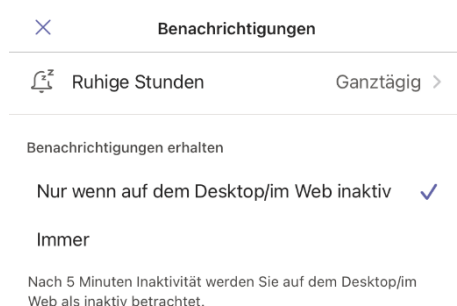 Benachrichtigungen
Ruhige Stunden Ganztägig
Benachrichtigungen erhalten
Nur wenn auf dem Desktop/im Web inaktiv
Immer
Nach 5 Minuten Inaktivität werden Sie auf dem Desktop/im
Web als inaktiv betrachtet.